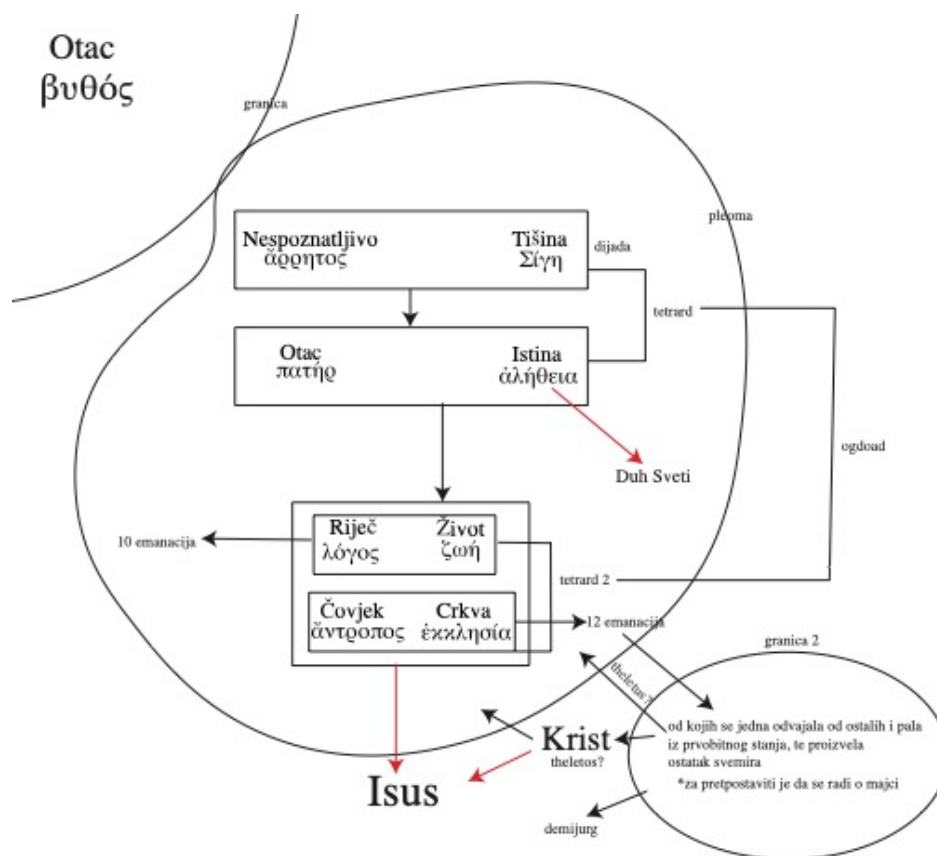 Otac
βυθός
granica
pleoma
Nespoznatljivo
ἄρρητος
Tišina
Σίγη
dijada
tetrard
Otac
πατήρ
Istina
ἀλήθεια
ogdoad
Duh Sveti
10 emanacija
Riječ
λόγος
Život
ζωή
tetrard 2
Čovjek
ἄντροπος
Crkva
ἐκκλησία
12 emanacija
granica 2
theletus?
od kojih se jedna odvajala od ostalih i pala
iz prvobitnog stanja, te proizvela
ostatak svemira
*za pretpostaviti je da se radi o majci
Krist
theletos?
Isus
demijurg